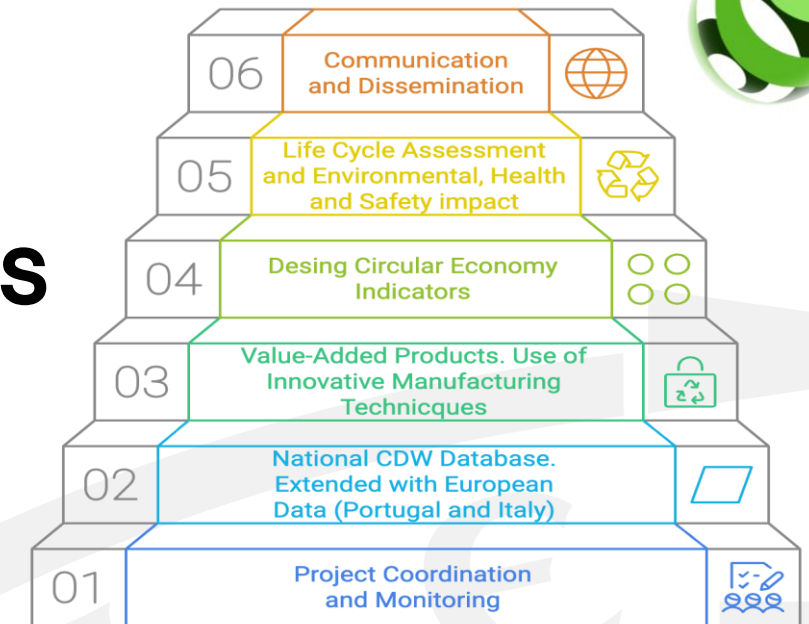 06
Communication
and Dissemination
05
Life Cycle Assessment
and Environmental, Health
and Safety impact
s
04
Desing Circular Economy
Indicators
03
Value-Added Products. Use of
Innovative Manufacturing
Technicques
02
National CDW Database.
Extended with European
Data (Portugal and Italy)
01
Project Coordination
and Monitoring